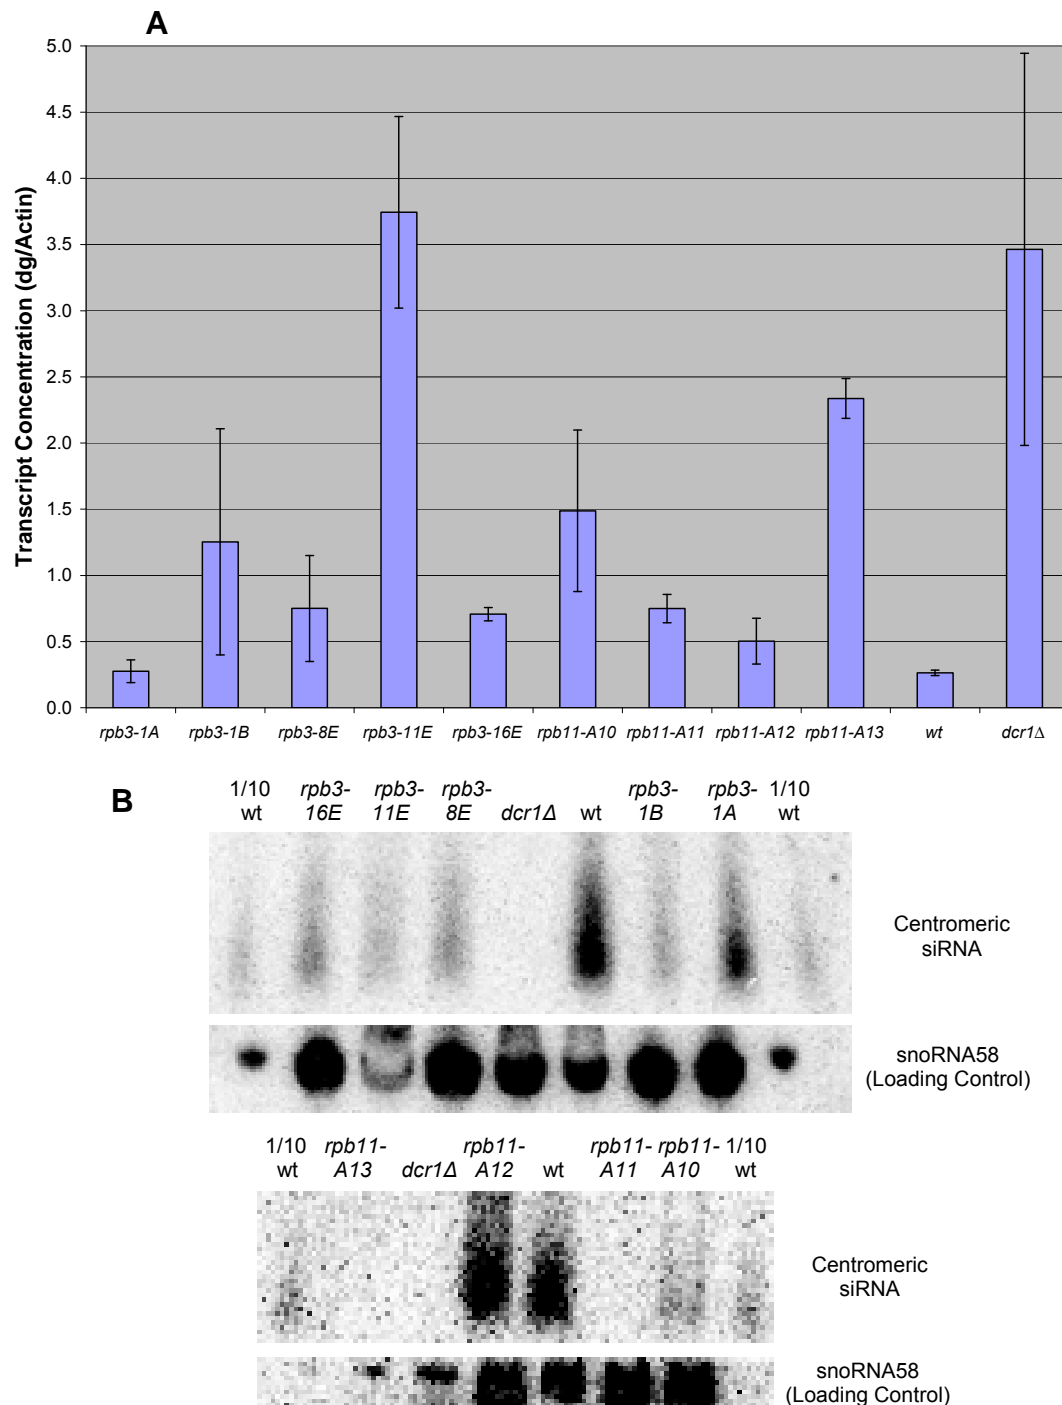 A
Transcript Concentration (dg/Actin)
5.0
4.5
4.0
3.5
3.0
2.5
2.0
1.5
1.0
0.5
0.0
rpb3-1A rpb3-1B rpb3-8E rpb3-11E rpb3-16E rpb11-A10 rpb11-A11 rpb11-A12 rpb11-A13 wt dcr1Δ
B
1/10 rpb3- rpb3- rpb3- rpb3- rpb3- 1/10
wt 16E 11E 8E dcr1Δ wt 1B 1A wt
Centromeric
siRNA
snoRNA58
(Loading Control)
1/10 rpb11- rpb11- rpb11- rpb11- 1/10
wt A13 dcr1Δ A12 wt A11 A10 wt
Centromeric
siRNA
snoRNA58
(Loading Control)